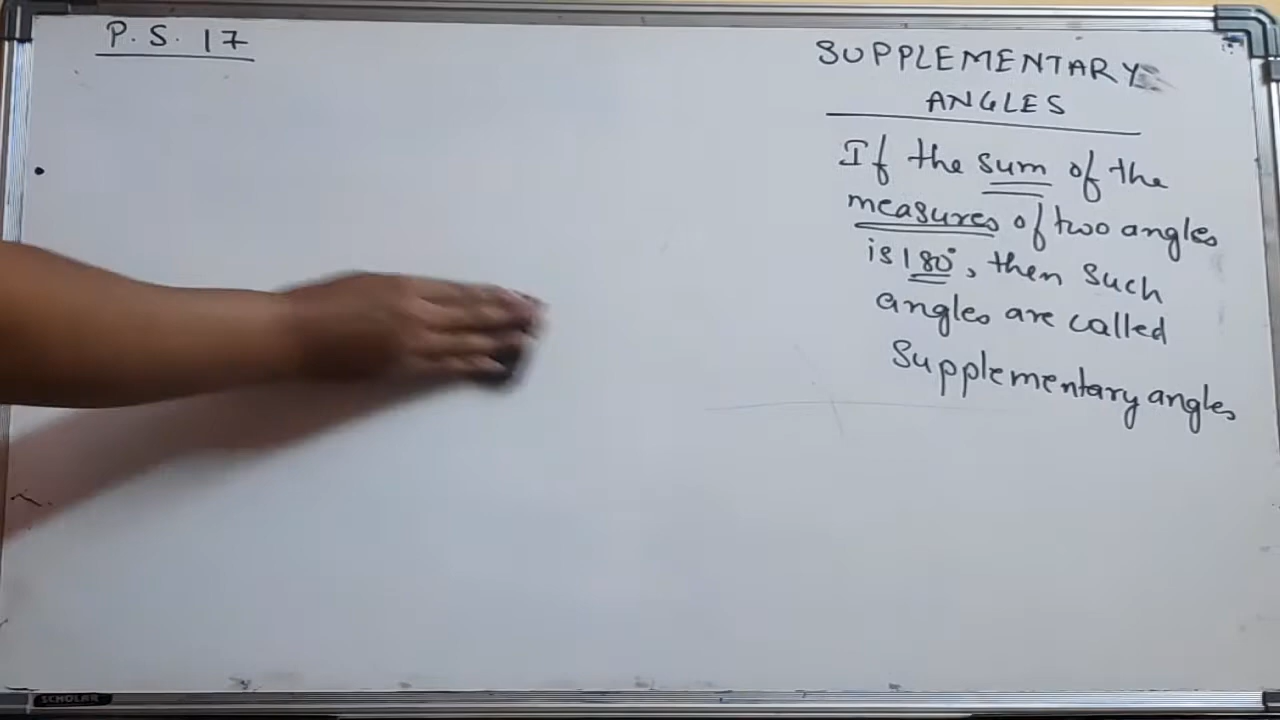 P. S. 17
SUPPLEMENTARY
ANGLES
If the sum of the
measures of two angles
is 180°, then such
angles are called
Supplementary angles
SCHOLAR